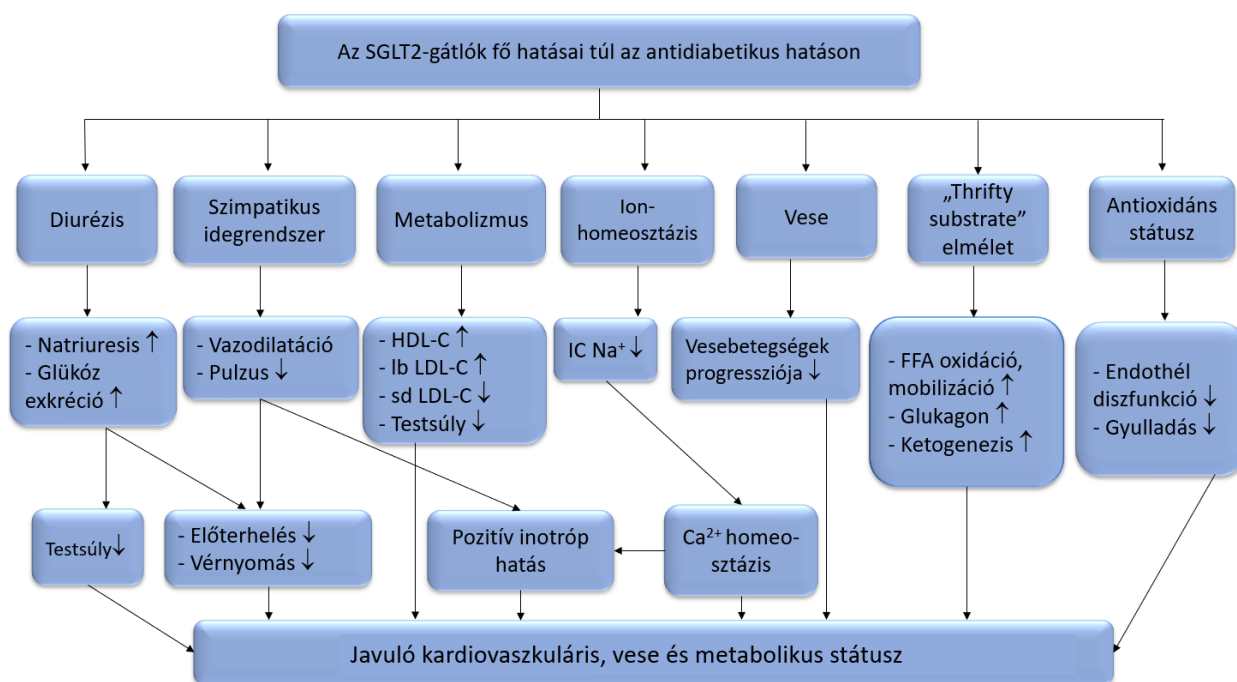 Az SGLT2-gátlók fő hatásai túl az antidiabetikus hatáson
Diurézis
Szimpatikus
idegrendszer
Metabolizmus
Ion-
homeosztázis
Vese
„Thrifty
substrate”
elmélet
Antioxidáns
státusz
- Natriuresis ↑
- Glükóz
exkréció ↑
- Vazodilatáció
- Pulzus ↓
- HDL-C ↑
- lb LDL-C ↑
- sd LDL-C ↓
- Testsúly ↓
IC Na⁺ ↓
Vesebetegségek
progressziója ↓
- FFA oxidáció,
mobilizáció ↑
- Glukagon ↑
- Ketogenezis ↑
- Endothél
diszfunkció ↓
- Gyulladás ↓
Testsúly ↓
- Előterhelés ↓
- Vérnyomás ↓
Pozitív inotróp
hatás
Ca²⁺ homeo-
sztázis
Javuló kardiovaszkuláris, vese és metabolikus státusz